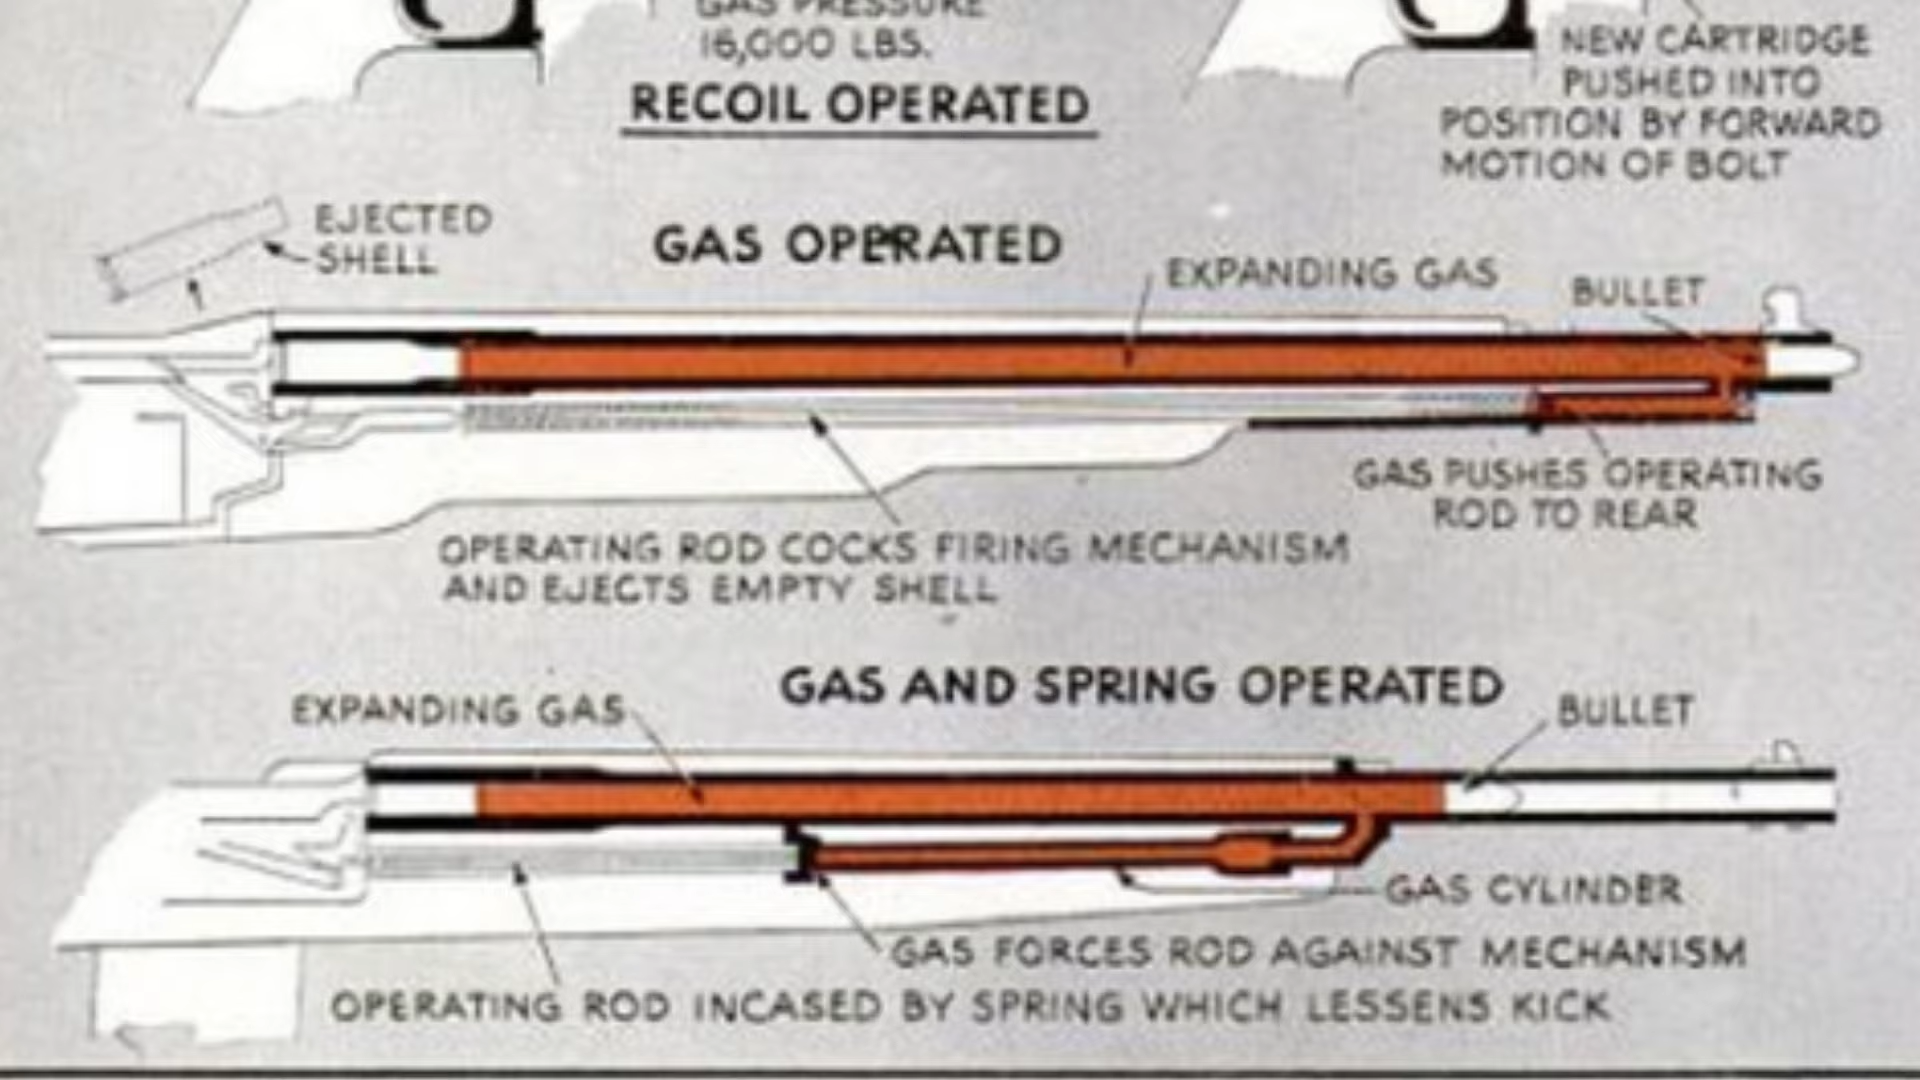 GAS PRESSURE
16,000 LBS.
RECOIL OPERATED
NEW CARTRIDGE
PUSHED INTO
POSITION BY FORWARD
MOTION OF BOLT
EJECTED
SHELL
GAS OPERATED
EXPANDING GAS
BULLET
GAS PUSHES OPERATING
ROD TO REAR
OPERATING ROD COCKS FIRING MECHANISM
AND EJECTS EMPTY SHELL
GAS AND SPRING OPERATED
EXPANDING GAS
BULLET
GAS CYLINDER
GAS FORCES ROD AGAINST MECHANISM
OPERATING ROD INCASED BY SPRING WHICH LESSENS KICK